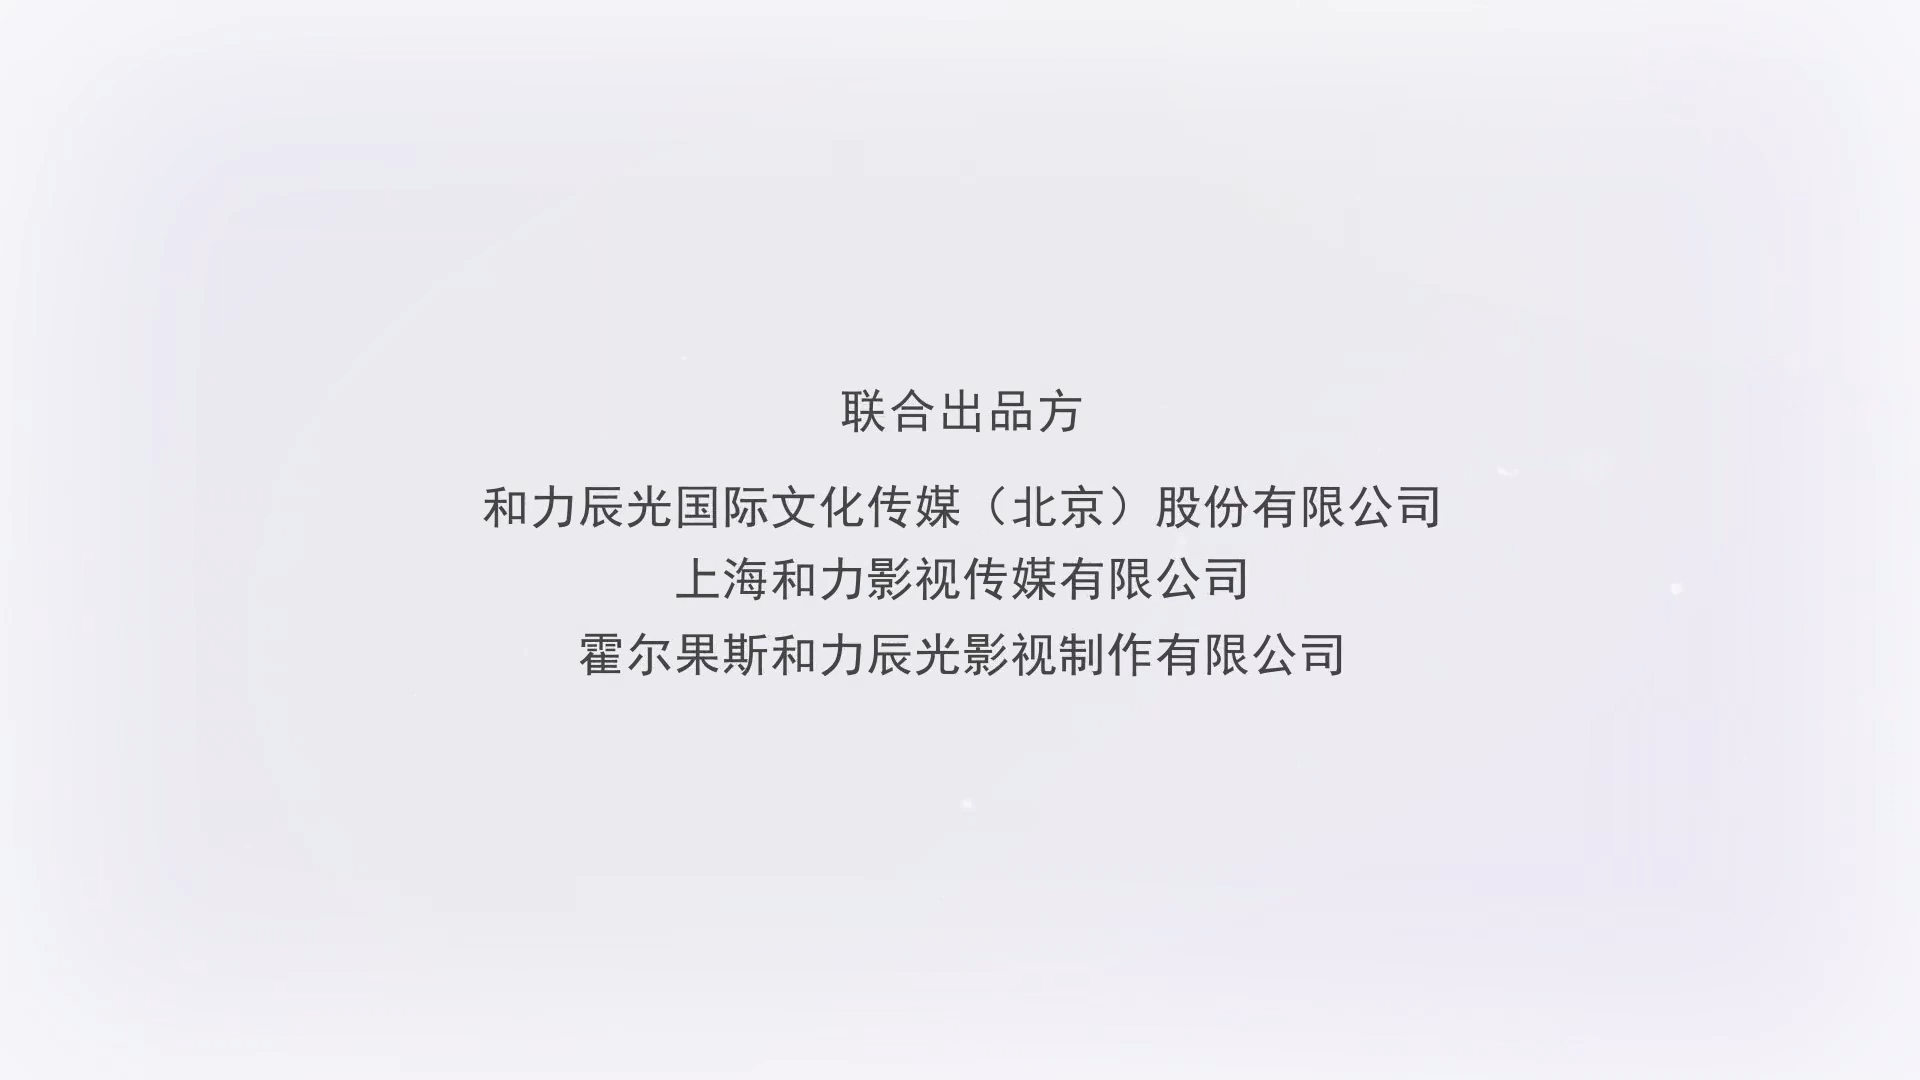 联合出品方
和力辰光国际文化传媒（北京）股份有限公司
上海和力影视传媒有限公司
霍尔果斯和力辰光影视制作有限公司